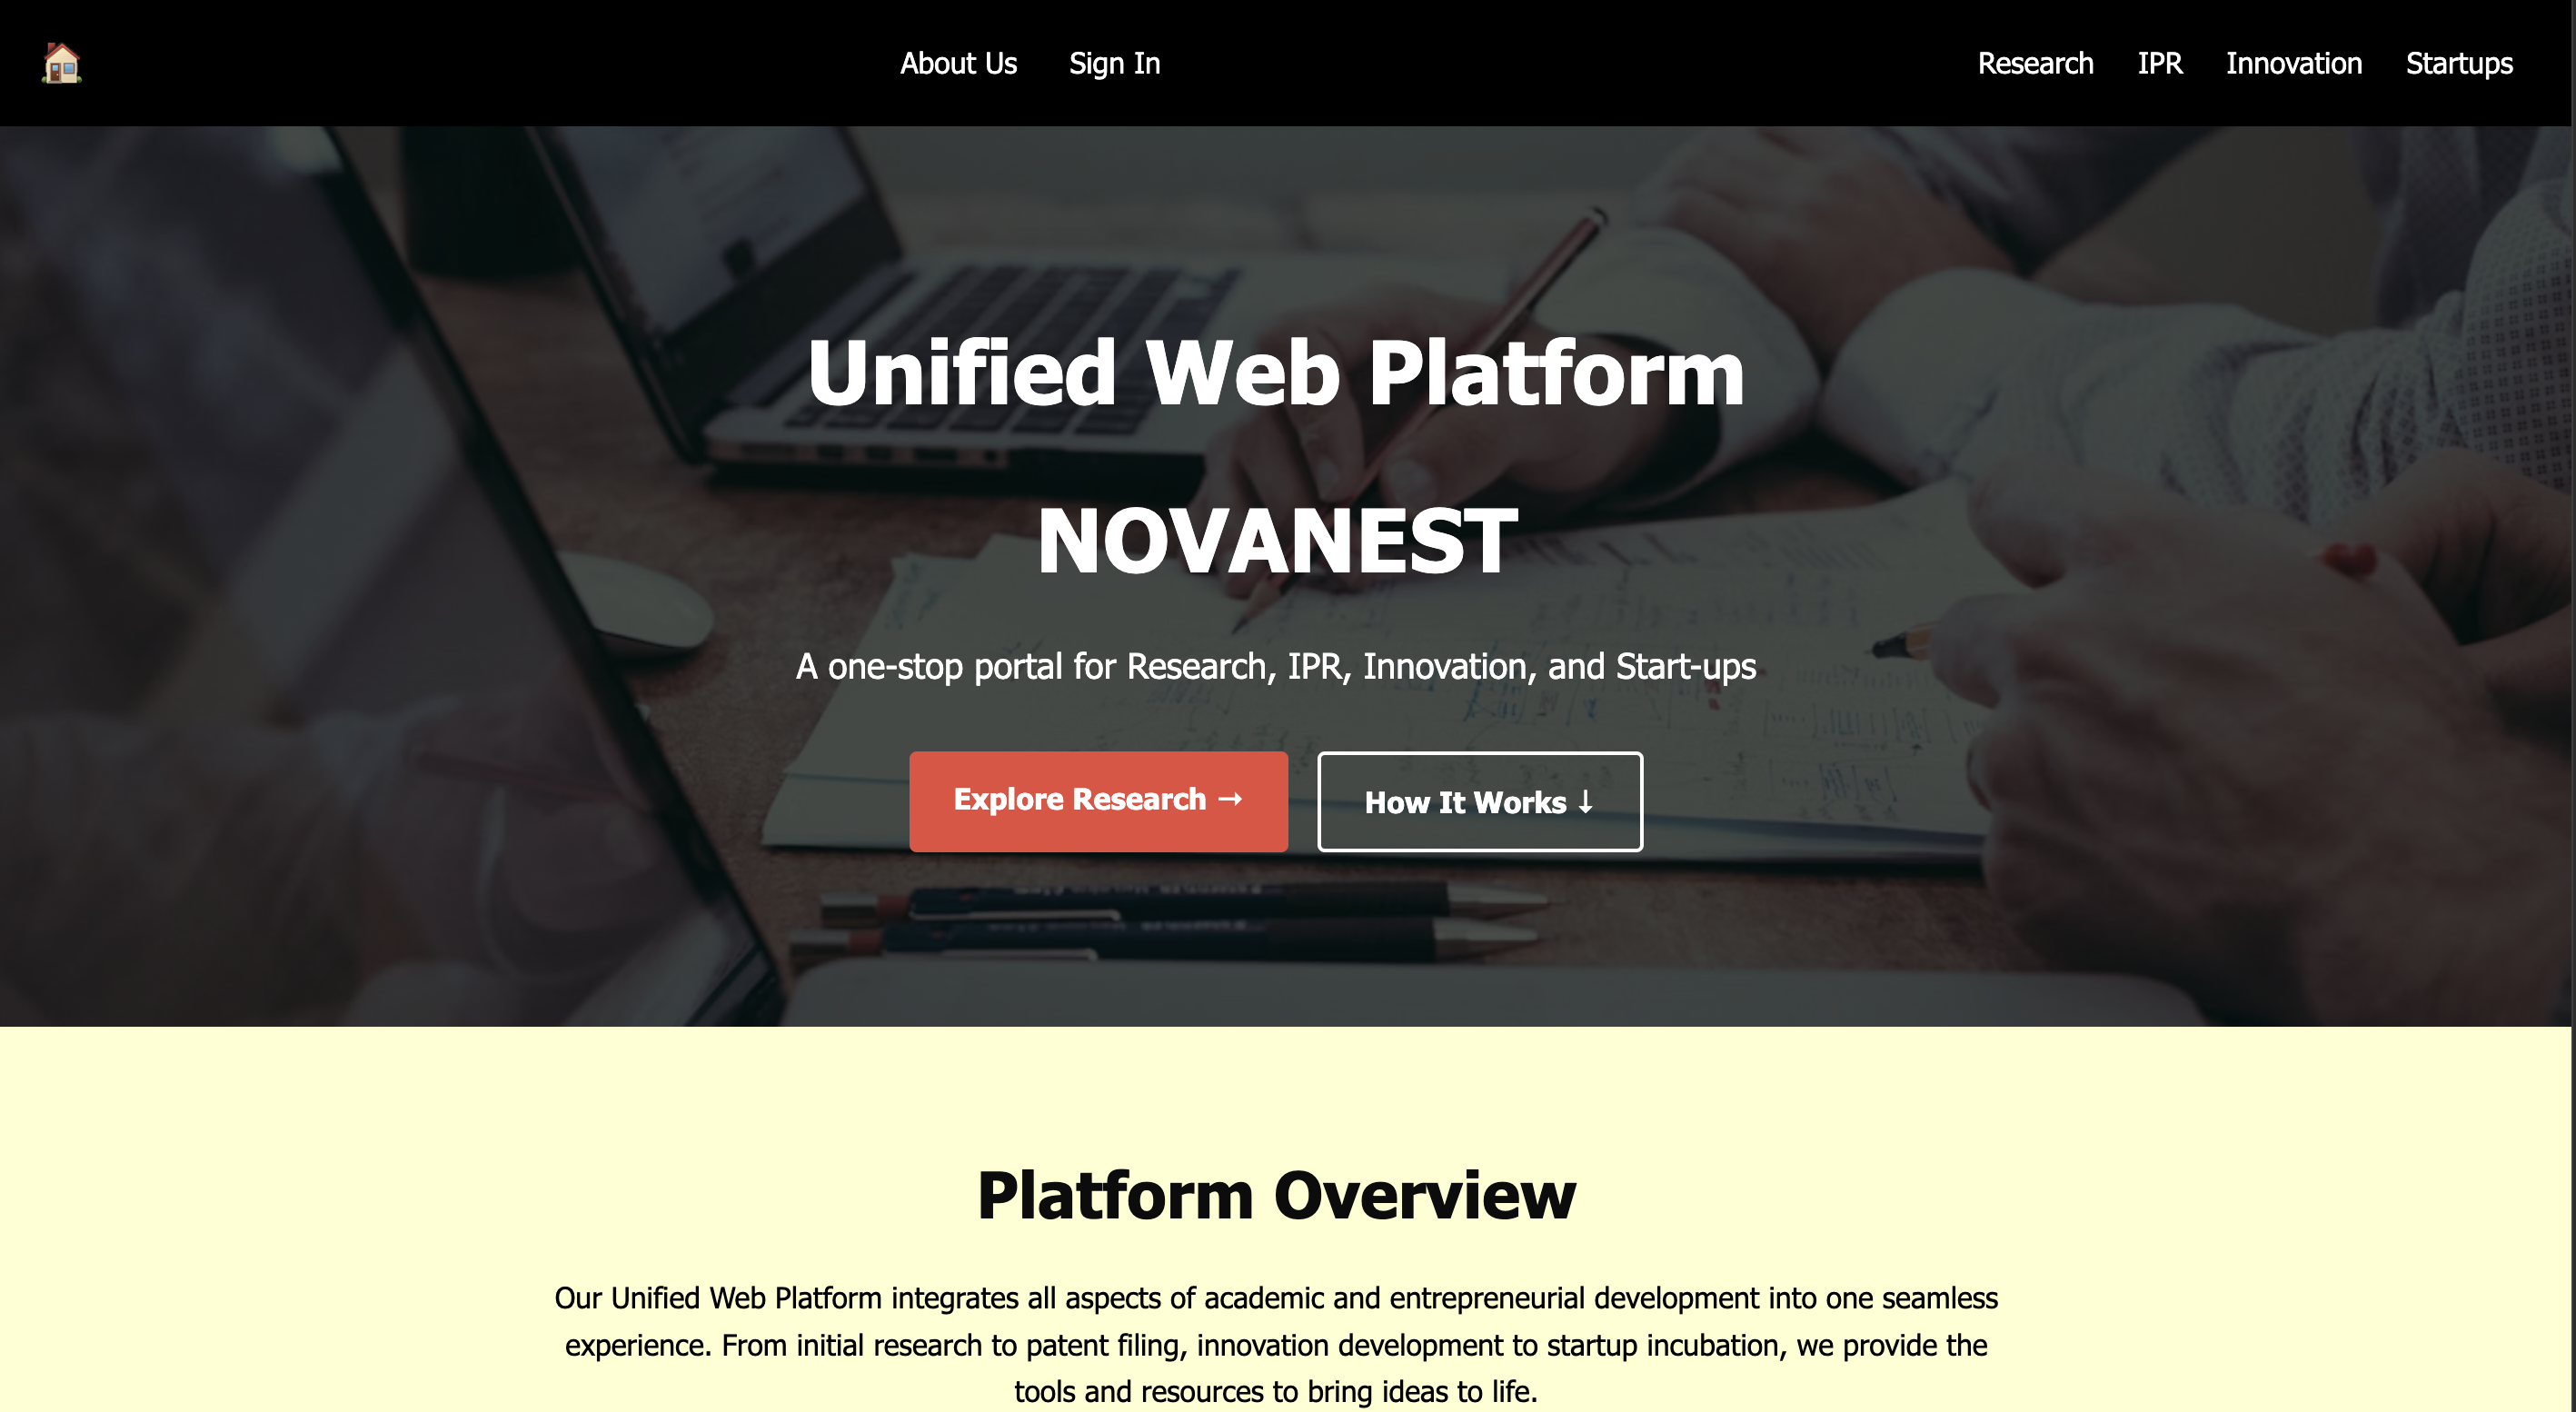 About Us Sign In Research IPR Innovation Startups
Unified Web Platform
NOVANEST
A one-stop portal for Research, IPR, Innovation, and Start-ups
Explore Research → How It Works ↓
Platform Overview
Our Unified Web Platform integrates all aspects of academic and entrepreneurial development into one seamless
experience. From initial research to patent filing, innovation development to startup incubation, we provide the
tools and resources to bring ideas to life.